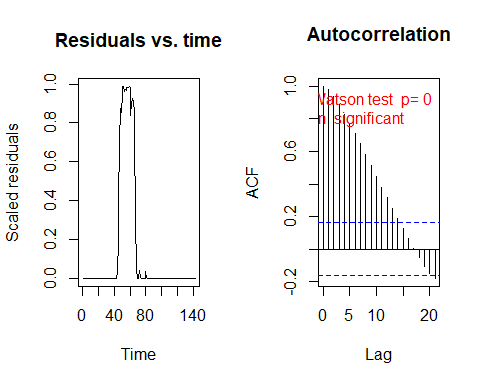 Residuals vs. time
Scaled residuals
0.0
0.2
0.4
0.6
0.8
1.0
0
40
80
140
Time
Autocorrelation
ACF
-0.2
0.2
0.6
1.0
Watson test p= 0
n significant
0
5
10
20
Lag